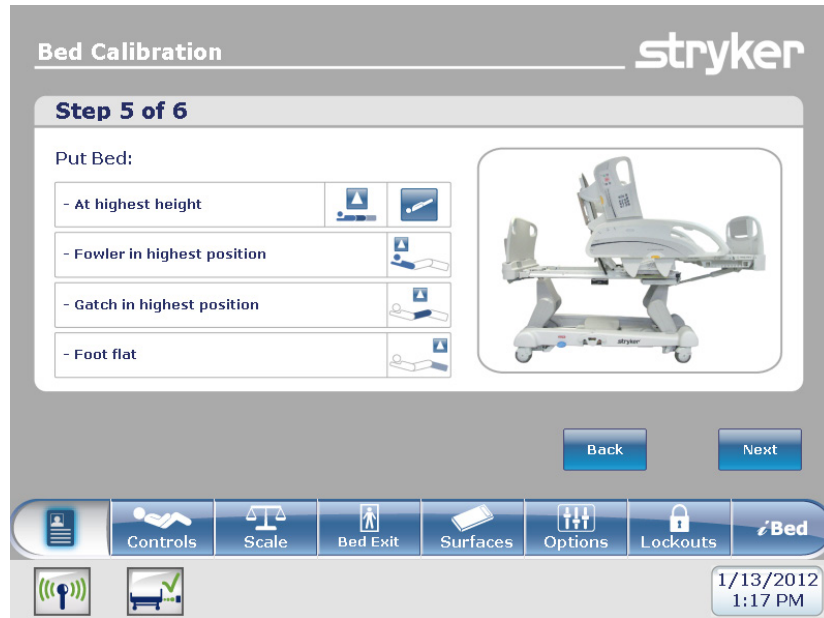 Bed Calibration
stryker
Step 5 of 6
Put Bed:
- At highest height
- Fowler in highest position
- Gatch in highest position
- Foot flat
stryker
Back
Next
Controls
Scale
Bed Exit
Surfaces
Options
Lockouts
iBed
1/13/2012
1:17 PM